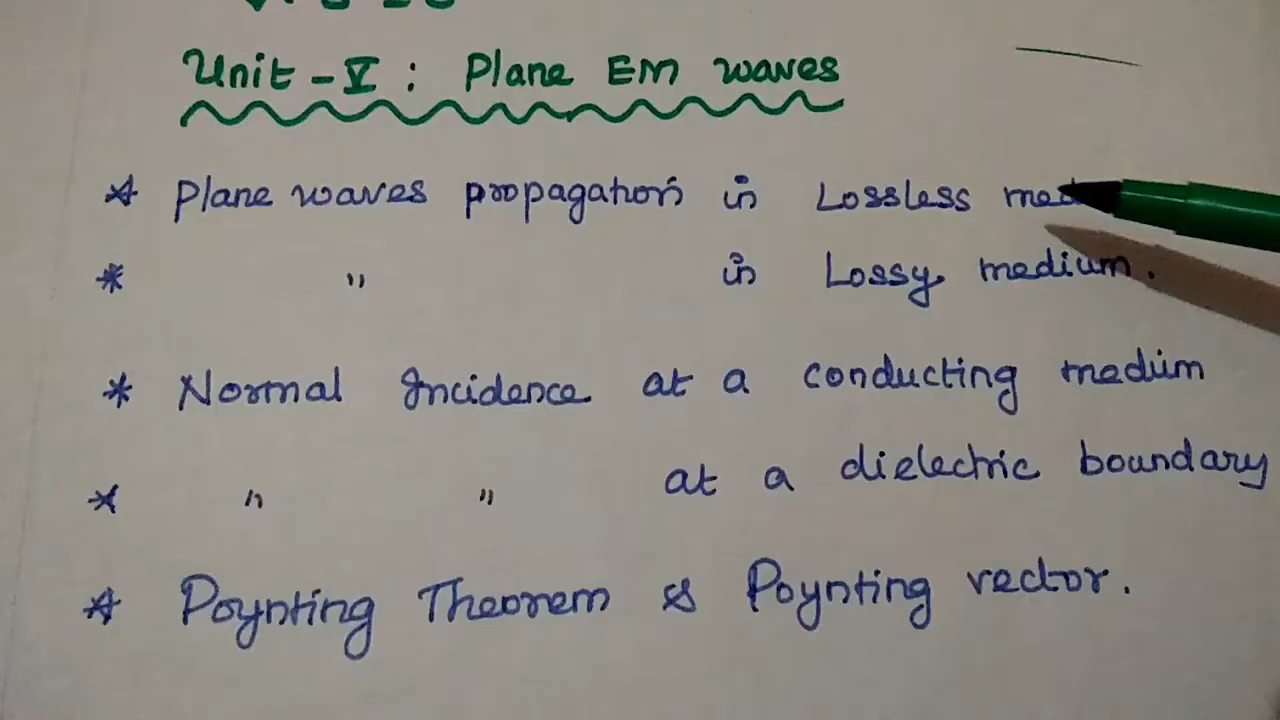 Unit - V : Plane EM waves
* Plane waves propagation in Lossless med
* " in Lossy medium.
* Normal Incidence at a conducting medium
* " " at a dielectric boundary
* Poynting Theorem & Poynting vector.